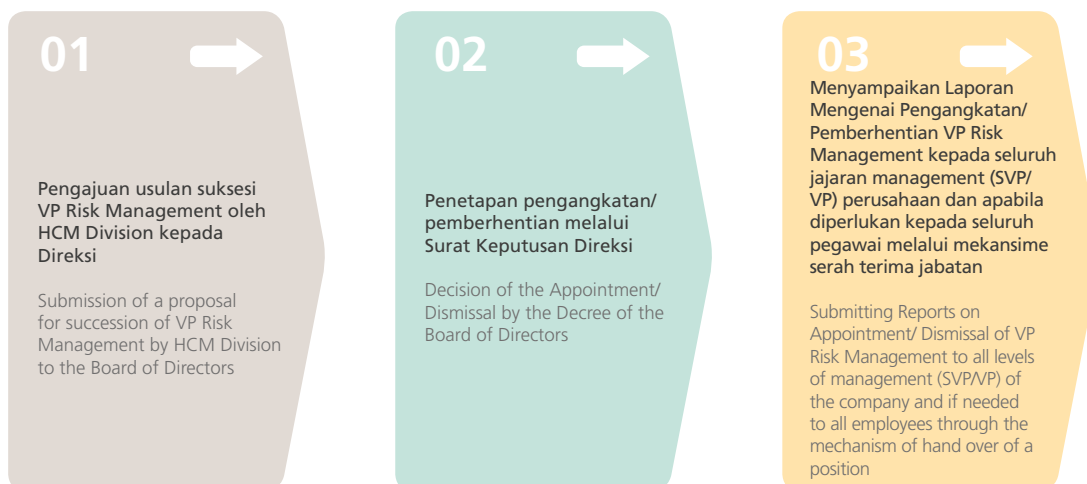 01
Pengajuan usulan suksesi
VP Risk Management oleh
HCM Division kepada
Direksi
Submission of a proposal
for succession of VP Risk
Management by HCM Division
to the Board of Directors
02
Penetapan pengangkatan/
pemberhentian melalui
Surat Keputusan Direksi
Decision of the Appointment/
Dismissal by the Decree of the
Board of Directors
03
Menyampaikan Laporan
Mengenai Pengangkatan/
Pemberhentian VP Risk
Management kepada seluruh
jajaran management (SVP/
VP) perusahaan dan apabila
diperlukan kepada seluruh
pegawai melalui mekansime
serah terima jabatan
Submitting Reports on
Appointment/ Dismissal of VP
Risk Management to all levels
of management (SVP/VP) of
the company and if needed
to all employees through the
mechanism of hand over of a
position